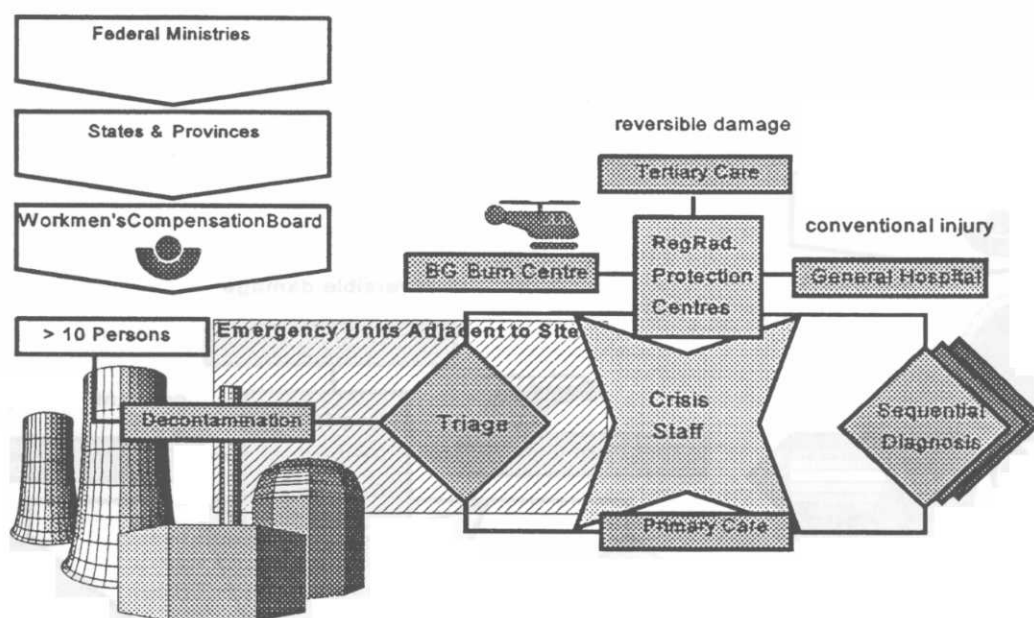 Federal Ministries
States & Provinces
Workmen'sCompensationBoard
reversible damage
Tertiary Care
conventional injury
BG Burn Centre
RegRad.
Protection
Centres
General Hospital
> 10 Persons
Emergency Units Adjacent to Site
Decontamination
Triage
Crisis
Staff
Sequential
Diagnosis
Primary Care